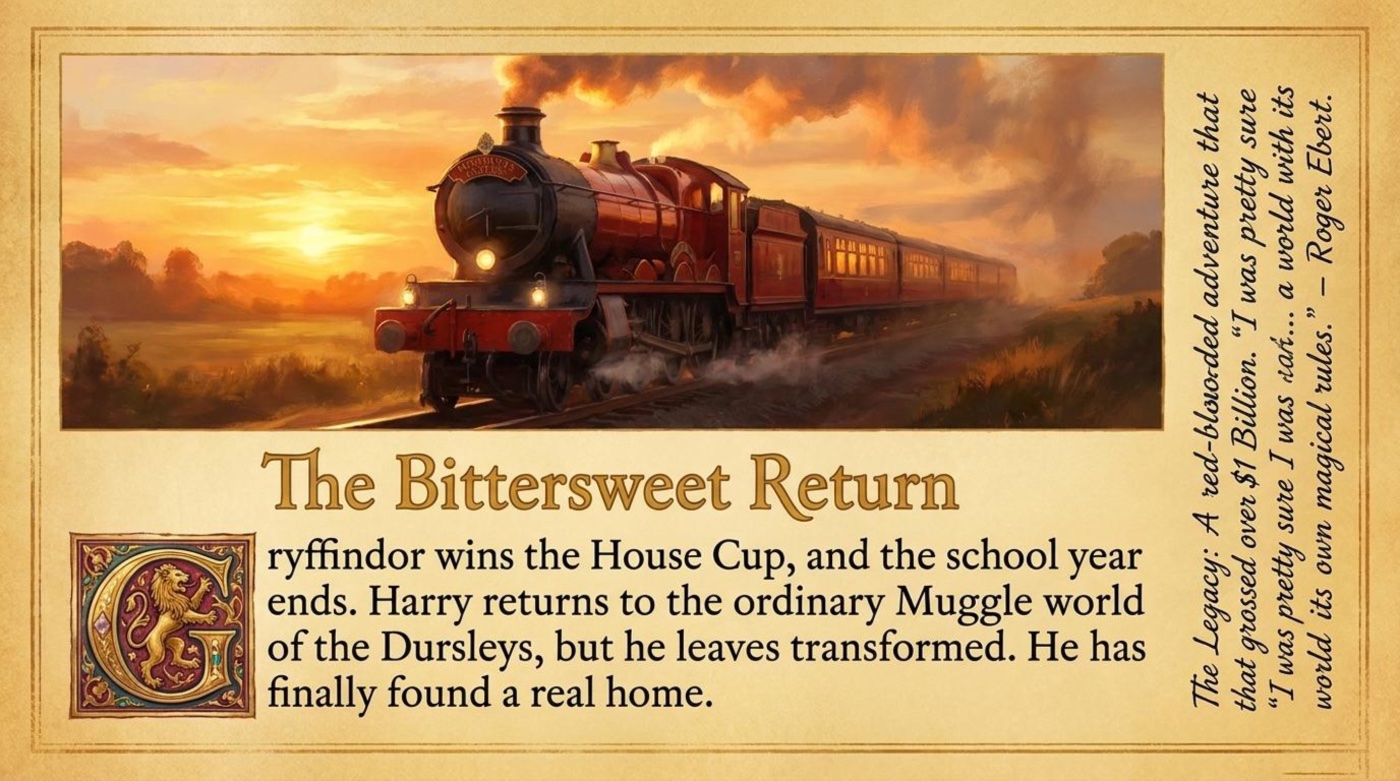 The Bittersweet Return
Gryffindor wins the House Cup, and the school year
ends. Harry returns to the ordinary Muggle world
of the Dursleys, but he leaves transformed. He has
finally found a real home.
The Legacy: A adventure that
that grossed over $1 Billion. “I was pretty sure
“I was pretty sure I was ... a world with its
world its own magical rules.” – Roger Ebert.